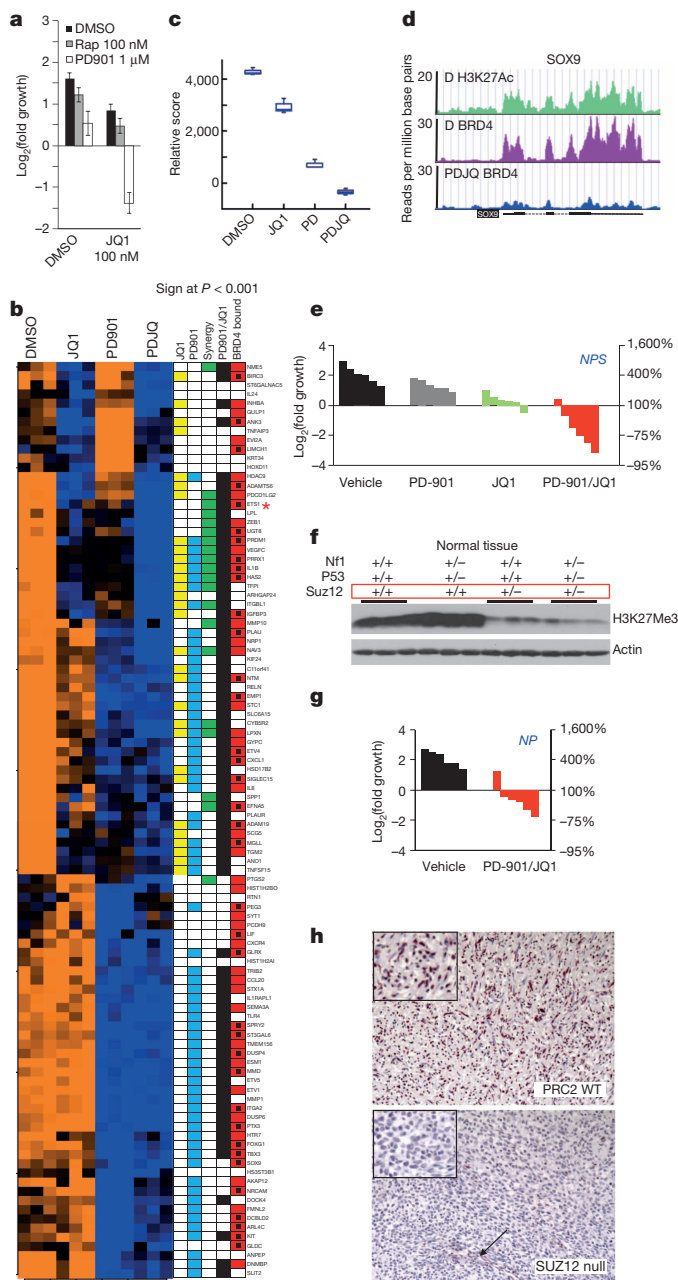 a
DMSO
Rap 100 nM
PD901 1 μM
Log2(fold growth)
3
2
1
0
−1
−2
DMSO
JQ1
100 nM
c
Relative score
4,000
2,000
0
DMSO
JQ1
PD
PDJQ
d
SOX9
Reads per million base pairs
20
D H3K27Ac
30
D BRD4
30
PDJQ BRD4
SOX9
b
Sign at P < 0.001
DMSO
JQ1
PD901
PDJQ
JQ1
PD901
Synergy
PD901/JQ1
BRD4 bound
NME5
BIRC3
ST6GALNAC5
IL24
INHBA
GULP1
ANK3
TNFAIP3
EVI2A
LIMCH1
KRT34
HOXD11
HDAC9
ADAMTS6
PDCD1LG2
ETS1 *
LPL
ZEB1
UGT8
PRDM1
VEGFC
PRRX1
IL1B
HAS2
TFPI
ARHGAP24
ITGBL1
IGFBP3
MMP10
PLAU
NRP1
NAV3
KIF24
C11orf41
NTM
RELN
EMP1
STC1
SLC6A15
CYB5R2
LPXN
GYPC
ETV4
CXCL1
HSD17B2
SIGLEC15
IL8
SPP1
EFNA5
PLAUR
ADAM19
SCG5
MGLL
TGM2
ANO1
TNFSF15
PTGS2
HIST1H2BO
RTN1
PEG3
SYT1
PCDH9
LIF
CXCR4
GLRX
HIST1H2AI
TRIB2
CCL20
STX1A
IL1RAPL1
SEMA3A
TLR4
SPRY2
ST3GAL6
TMEM156
DUSP4
ESM1
MMD
ETV5
ETV1
MMP1
ITGA2
DUSP6
PTX3
HTR7
FOXG1
TBX3
SOX9
HS3ST3B1
AKAP12
NRCAM
DOCK4
FMNL2
DCBLD2
ARL4C
KIT
GLDC
ANPEP
DNMBP
SLIT2
e
NPS
Log2(fold growth)
4
2
0
−2
−4
1,600%
400%
100%
−75%
−95%
Vehicle
PD-901
JQ1
PD-901/JQ1
f
Normal tissue
Nf1 +/+ +/− +/+ +/−
P53 +/+ +/− +/+ +/−
Suz12 +/+ +/+ +/− +/−
H3K27Me3
Actin
g
NP
Log2(fold growth)
4
2
0
−2
−4
1,600%
400%
100%
−75%
−95%
Vehicle
PD-901/JQ1
h
PRC2 WT
SUZ12 null